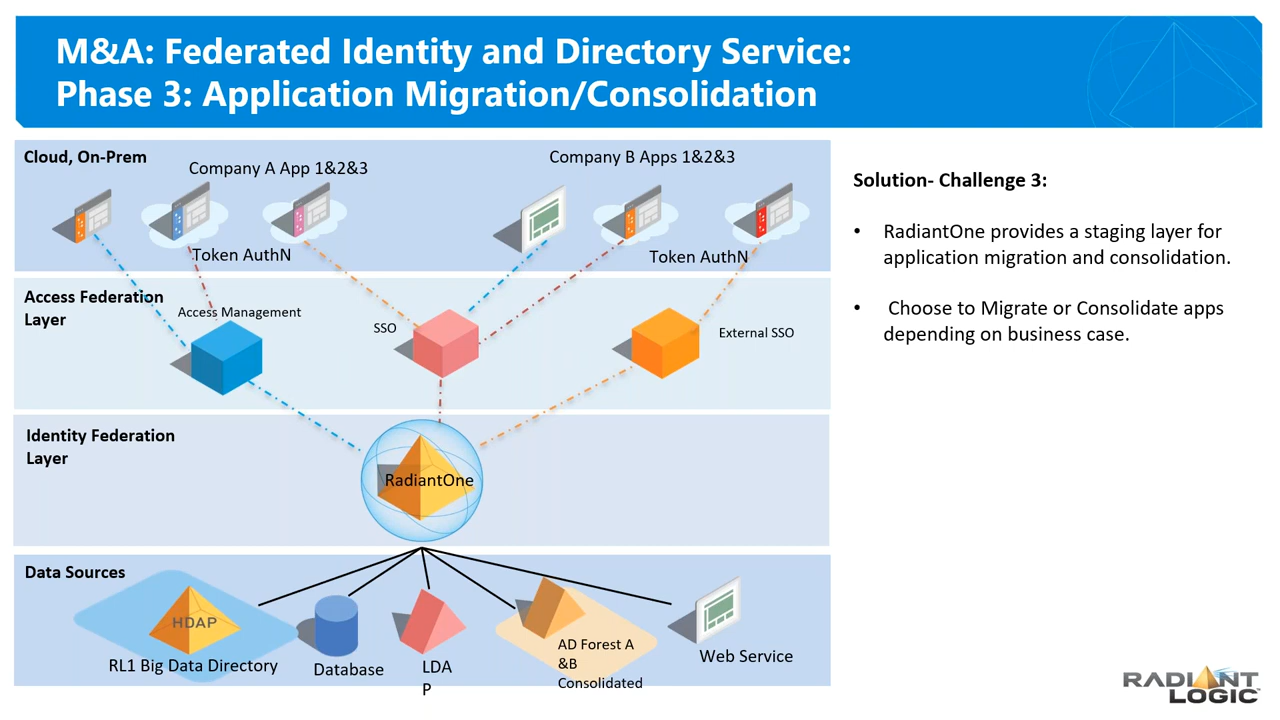 M&A: Federated Identity and Directory Service:
Phase 3: Application Migration/Consolidation
Cloud, On-Prem
Company A App 1&2&3
Company B Apps 1&2&3
Token AuthN
Token AuthN
Access Federation
Layer
Access Management
SSO
External SSO
Identity Federation
Layer
RadiantOne
Data Sources
HDAP
RL1 Big Data Directory
Database
LDA
P
AD Forest A
&B
Consolidated
Web Service
Solution- Challenge 3:
• RadiantOne provides a staging layer for
application migration and consolidation.
• Choose to Migrate or Consolidate apps
depending on business case.
RADIANT
LOGIC